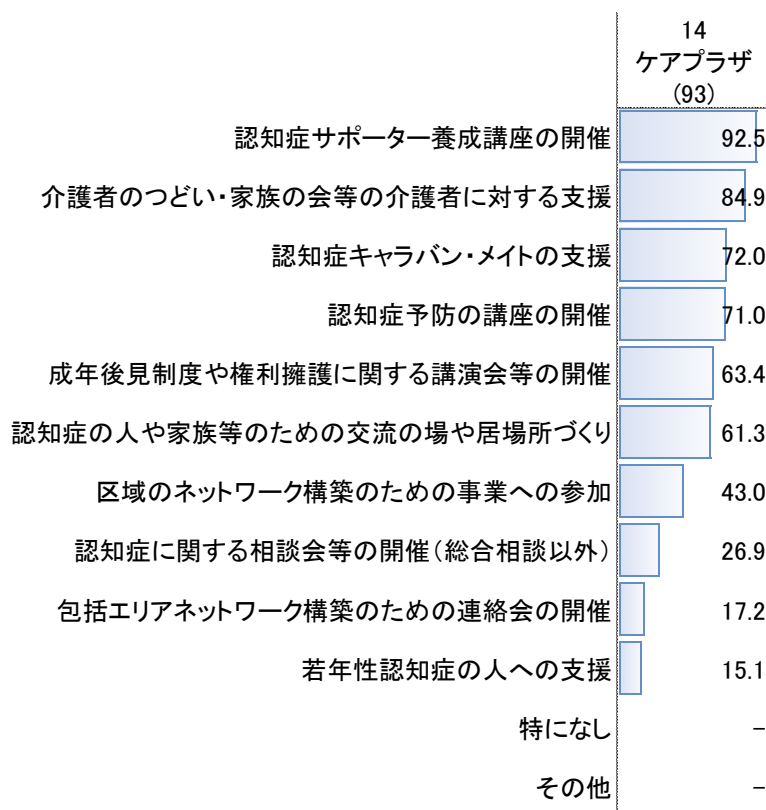 14
ケアプラザ
(93)
認知症サポーター養成講座の開催 92.5
介護者のつどい・家族の会等の介護者に対する支援 84.9
認知症キャラバン・メイトの支援 72.0
認知症予防の講座の開催 71.0
成年後見制度や権利擁護に関する講演会等の開催 63.4
認知症の人や家族等のための交流の場や居場所づくり 61.3
区域のネットワーク構築のための事業への参加 43.0
認知症に関する相談会等の開催(総合相談以外) 26.9
包括エリアネットワーク構築のための連絡会の開催 17.2
若年性認知症の人への支援 15.1
特になし −
その他 −